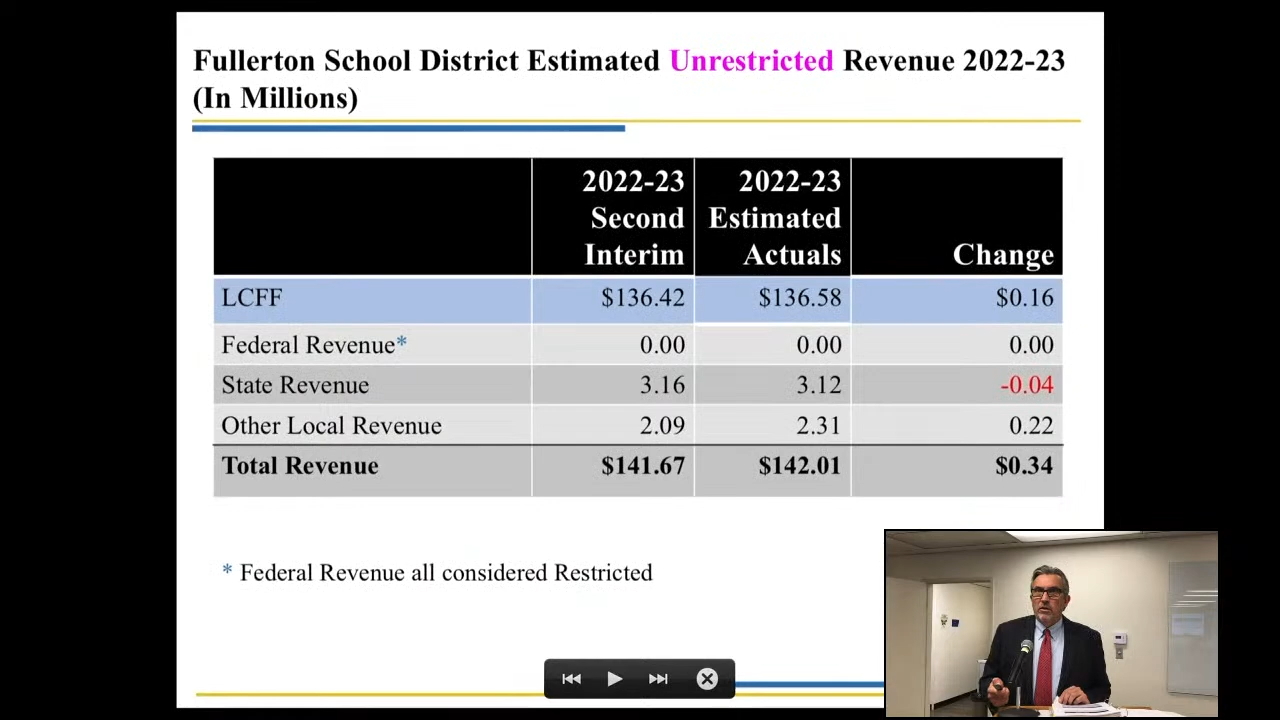 Fullerton School District Estimated Unrestricted Revenue 2022-23
(In Millions)
2022-23 Second Interim
2022-23 Estimated Actuals
Change
LCFF $136.42 $136.58 $0.16
Federal Revenue* 0.00 0.00 0.00
State Revenue 3.16 3.12 -0.04
Other Local Revenue 2.09 2.31 0.22
Total Revenue $141.67 $142.01 $0.34
* Federal Revenue all considered Restricted